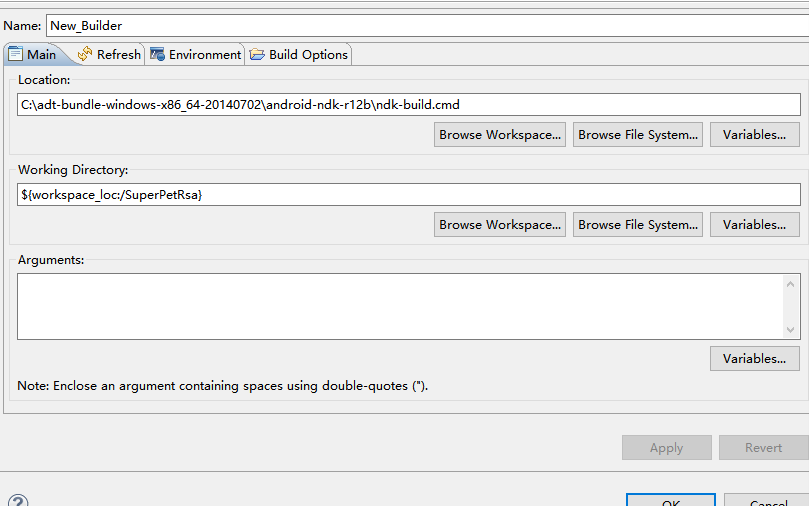 Name: New_Builder
Main Refresh Environment Build Options
Location:
C:\adt-bundle-windows-x86_64-20140702\android-ndk-r12b\ndk-build.cmd
Browse Workspace... Browse File System... Variables...
Working Directory:
${workspace_loc:/SuperPetRsa}
Browse Workspace... Browse File System... Variables...
Arguments:
Variables...
Note: Enclose an argument containing spaces using double-quotes (").
Apply Revert
? OK Cancel